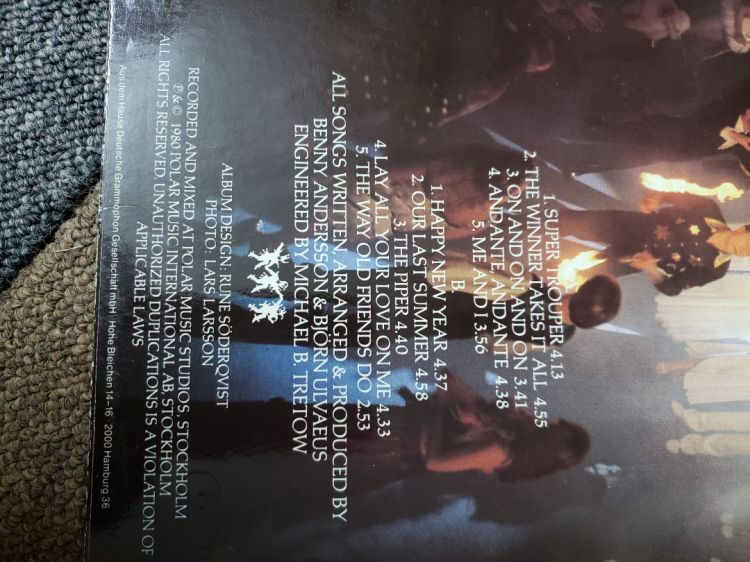 1. SUPER TROUPER 4.13
2. THE WINNER TAKES IT ALL 4.55
3. ON AND ON AND ON 3.41
4. ANDANTE, ANDANTE 4.38
5. ME AND I 3.56
B
1. HAPPY NEW YEAR 4.37
2. OUR LAST SUMMER 4.58
3. THE PIPER 4.40
4. LAY ALL YOUR LOVE ON ME 4.33
5. THE WAY OLD FRIENDS DO 2.53
ALL SONGS WRITTEN, ARRANGED & PRODUCED BY
BENNY ANDERSSON & BJÖRN ULVAEUS
ENGINEERED BY MICHAEL B. TRETOW
ALBUM DESIGN: RUNE SÖDERQVIST
PHOTO: LARS LARSSON
RECORDED AND MIXED AT POLAR MUSIC STUDIOS, STOCKHOLM
℗ & © 1980 POLAR MUSIC INTERNATIONAL AB, STOCKHOLM
ALL RIGHTS RESERVED. UNAUTHORIZED DUPLICATIONS IS A VIOLATION OF
APPLICABLE LAWS
Aus dem Hause Deutsche Grammophon Gesellschaft mbH / Hohe Bleichen 14-16 2000 Hamburg 36